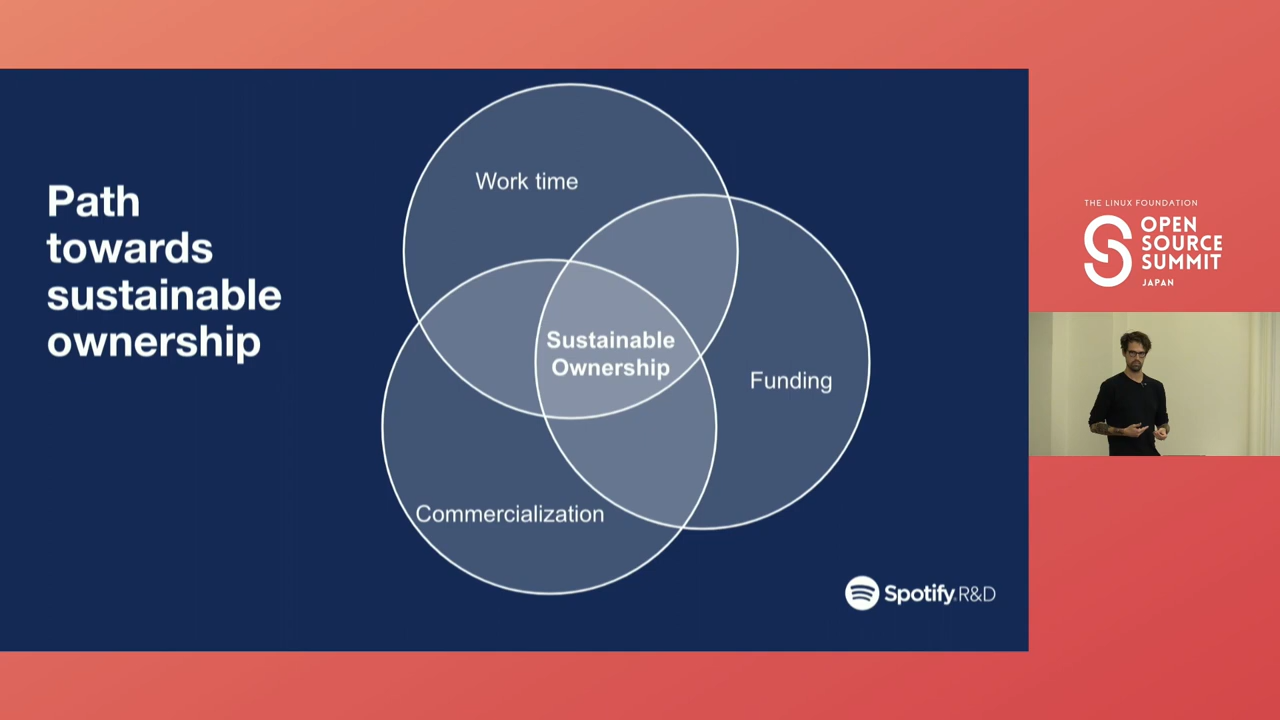 Path
towards
sustainable
ownership
Work time
Sustainable
Ownership
Funding
Commercialization
Spotify R&D
THE LINUX FOUNDATION
OPEN
SOURCE
SUMMIT
JAPAN